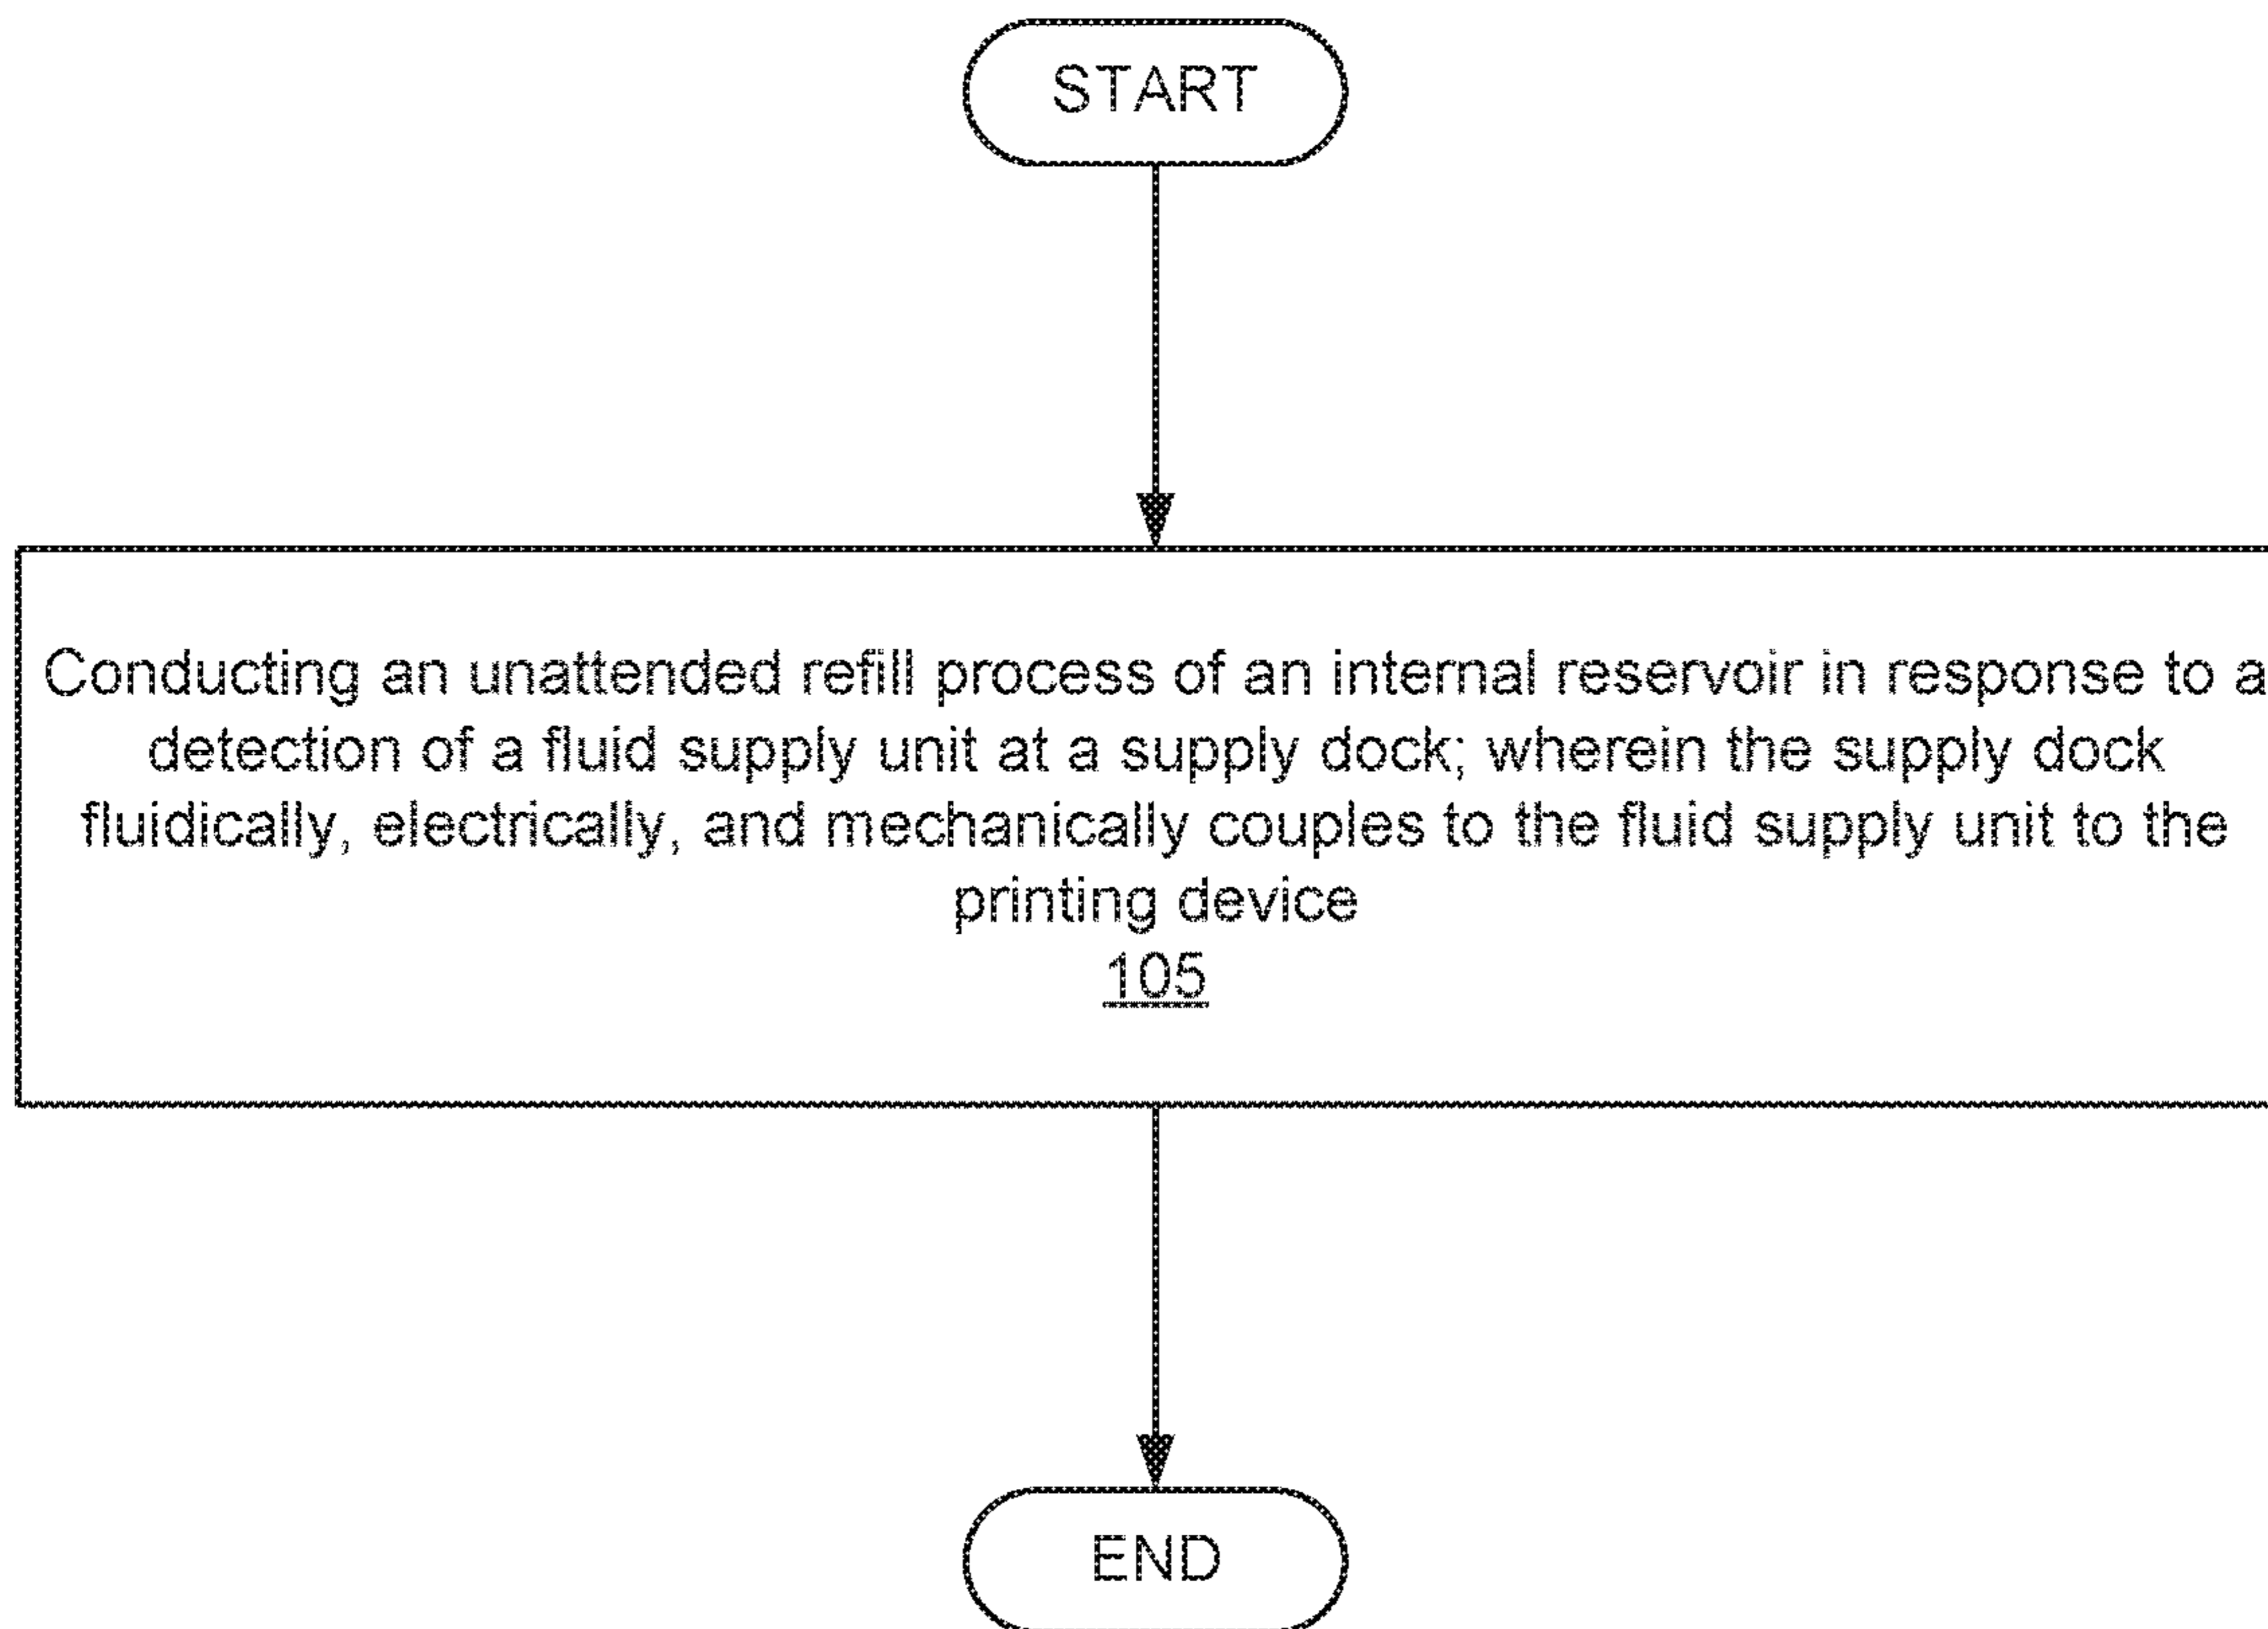 START
Conducting an unattended refill process of an internal reservoir in response to a
detection of a fluid supply unit at a supply dock; wherein the supply dock
fluidically, electrically, and mechanically couples to the fluid supply unit to the
printing device
105
END